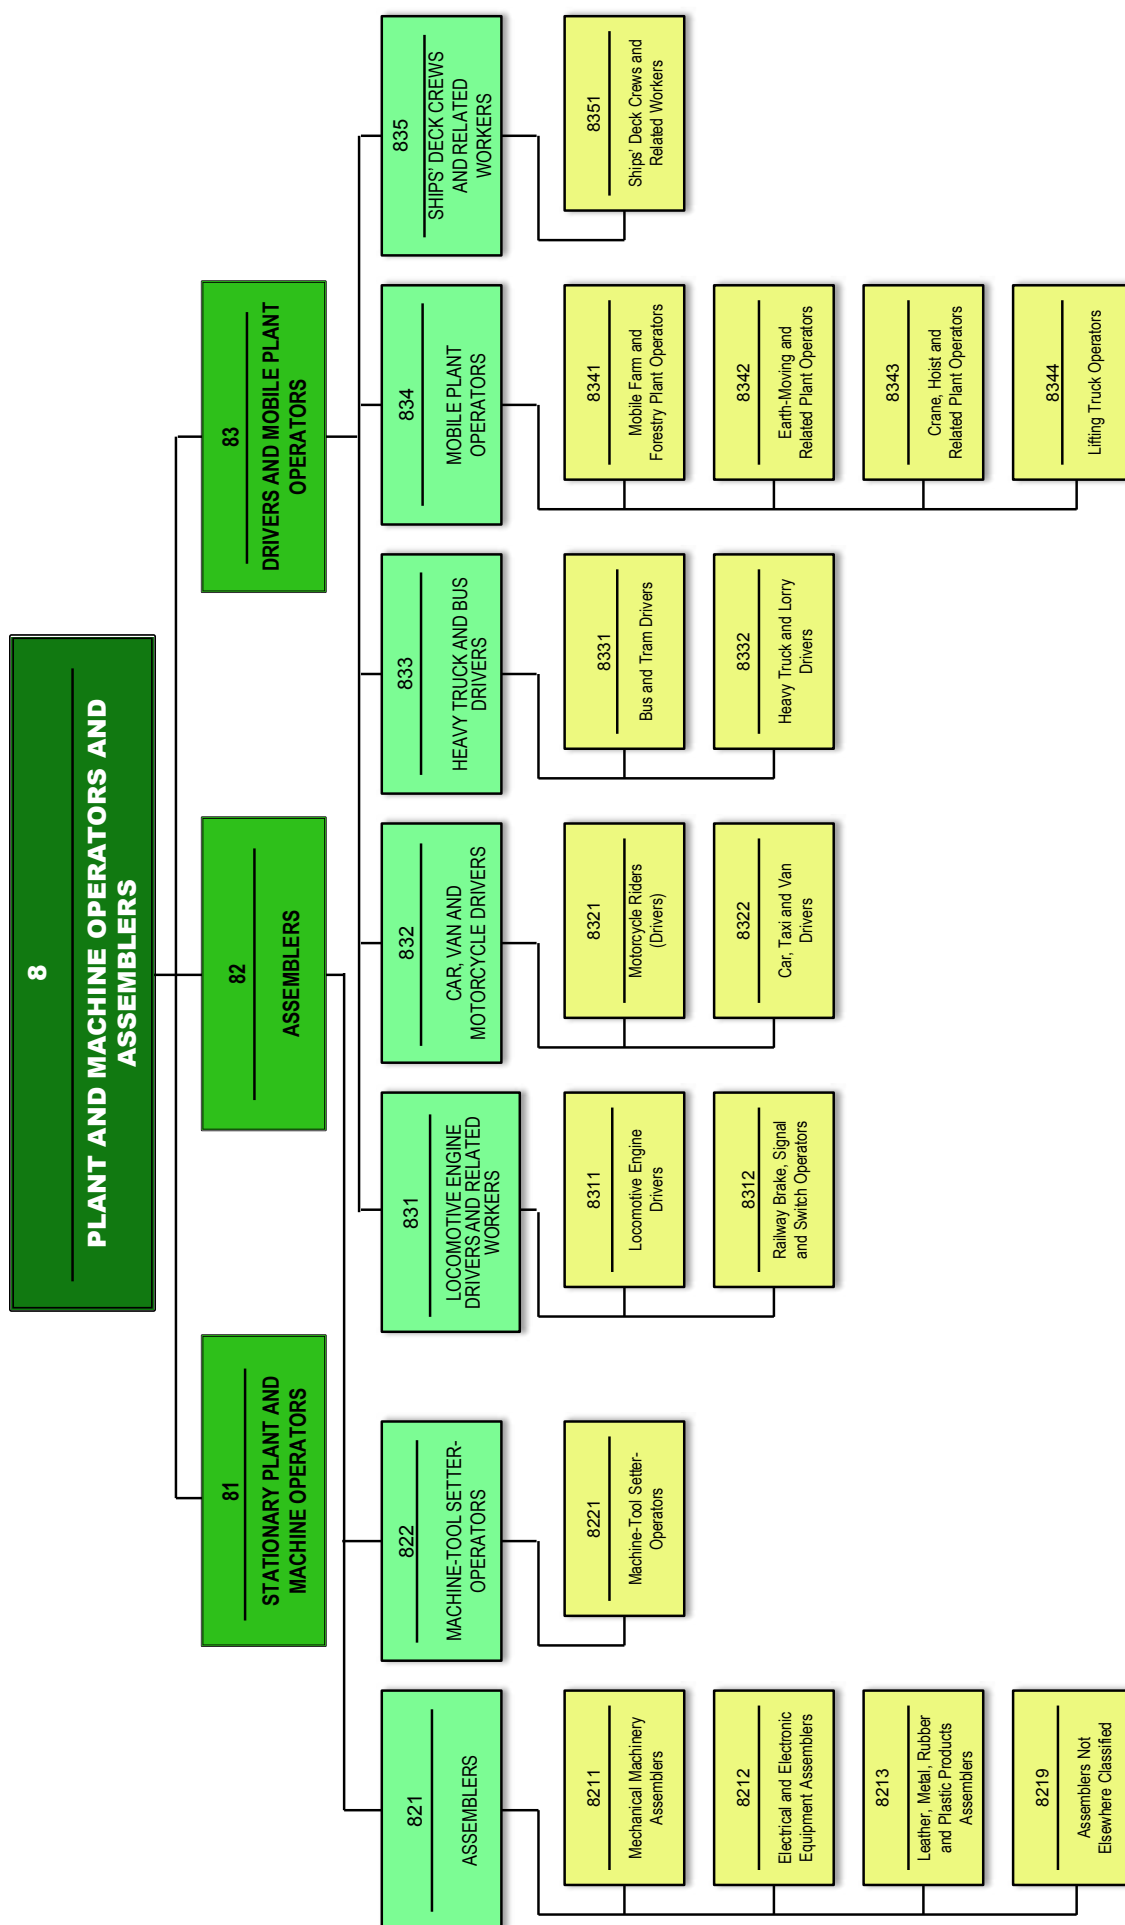 8
PLANT AND MACHINE OPERATORS AND
ASSEMBLERS
81
STATIONARY PLANT AND
MACHINE OPERATORS
82
ASSEMBLERS
83
DRIVERS AND MOBILE PLANT
OPERATORS
821
ASSEMBLERS
822
MACHINE-TOOL SETTER-
OPERATORS
831
LOCOMOTIVE ENGINE
DRIVERS AND RELATED
WORKERS
832
CAR, VAN AND
MOTORCYCLE DRIVERS
833
HEAVY TRUCK AND BUS
DRIVERS
834
MOBILE PLANT
OPERATORS
835
SHIPS' DECK CREWS
AND RELATED
WORKERS
8211
Mechanical Machinery
Assemblers
8221
Machine-Tool Setter-
Operators
8311
Locomotive Engine
Drivers
8321
Motorcycle Riders
(Drivers)
8331
Bus and Tram Drivers
8341
Mobile Farm and
Forestry Plant Operators
8351
Ships' Deck Crews and
Related Workers
8212
Electrical and Electronic
Equipment Assemblers
8312
Railway Brake, Signal
and Switch Operators
8322
Car, Taxi and Van
Drivers
8332
Heavy Truck and Lorry
Drivers
8342
Earth-Moving and
Related Plant Operators
8213
Leather, Metal, Rubber
and Plastic Products
Assemblers
8343
Crane, Hoist and
Related Plant Operators
8219
Assemblers Not
Elsewhere Classified
8344
Lifting Truck Operators